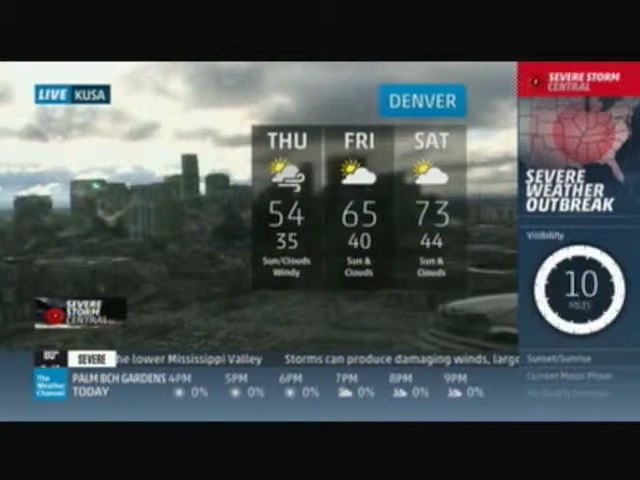 LIVE KUSA
DENVER
THU FRI SAT
54 65 73
35 40 44
Sun/Clouds Windy
Sun & Clouds
Sun & Clouds
SEVERE STORM CENTRAL
SEVERE WEATHER OUTBREAK
Visibility
10
MILES
Sunset/Sunrise
Current Moon Phase
SEVERE STORM CENTRAL
80°
SEVERE he lower Mississippi Valley Storms can produce damaging winds, large
The Weather Channel
PALM BCH GARDENS 4PM 5PM 6PM 7PM 8PM 9PM
TODAY 0% 0% 0% 0% 0% 0%